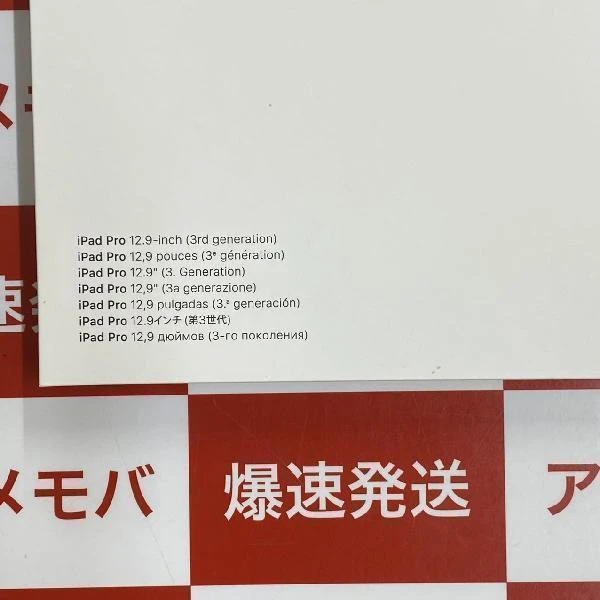 iPad Pro 12.9-inch (3rd generation)
iPad Pro 12,9 pouces (3ᵉ génération)
iPad Pro 12.9" (3. Generation)
iPad Pro 12,9" (3a generazione)
iPad Pro 12,9 pulgadas (3.ª generación)
iPad Pro 12.9インチ (第3世代)
iPad Pro 12,9 дюймов (3-го поколения)
速発
メモバ
爆速発送
ア